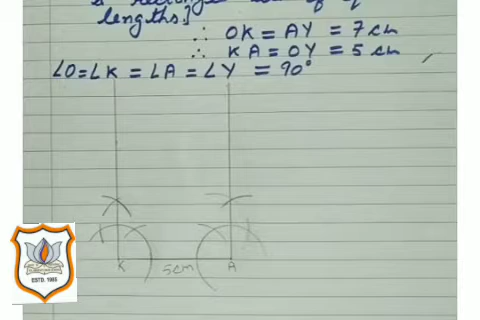 lengths]
∴ OK = AY = 7 cm
∴ KA = OY = 5 cm
∠O = ∠K = ∠A = ∠Y = 90°
K 5cm A
ESTD. 1985